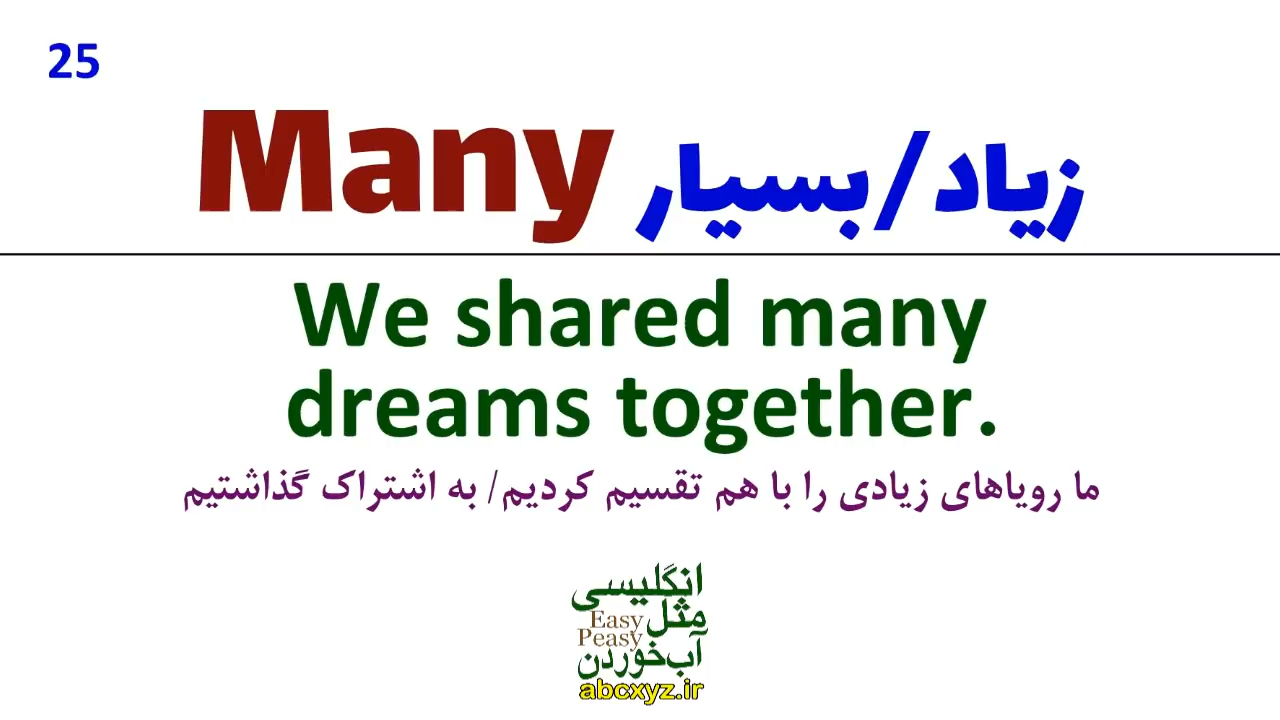 25
Many زیاد/بسیار
We shared many
dreams together.
ما رویاهای زیادی را با هم تقسیم کردیم/ به اشتراک گذاشتیم
انگلیسی
مثل Easy
Peasy
آب‌خوردن
abcxyz.ir